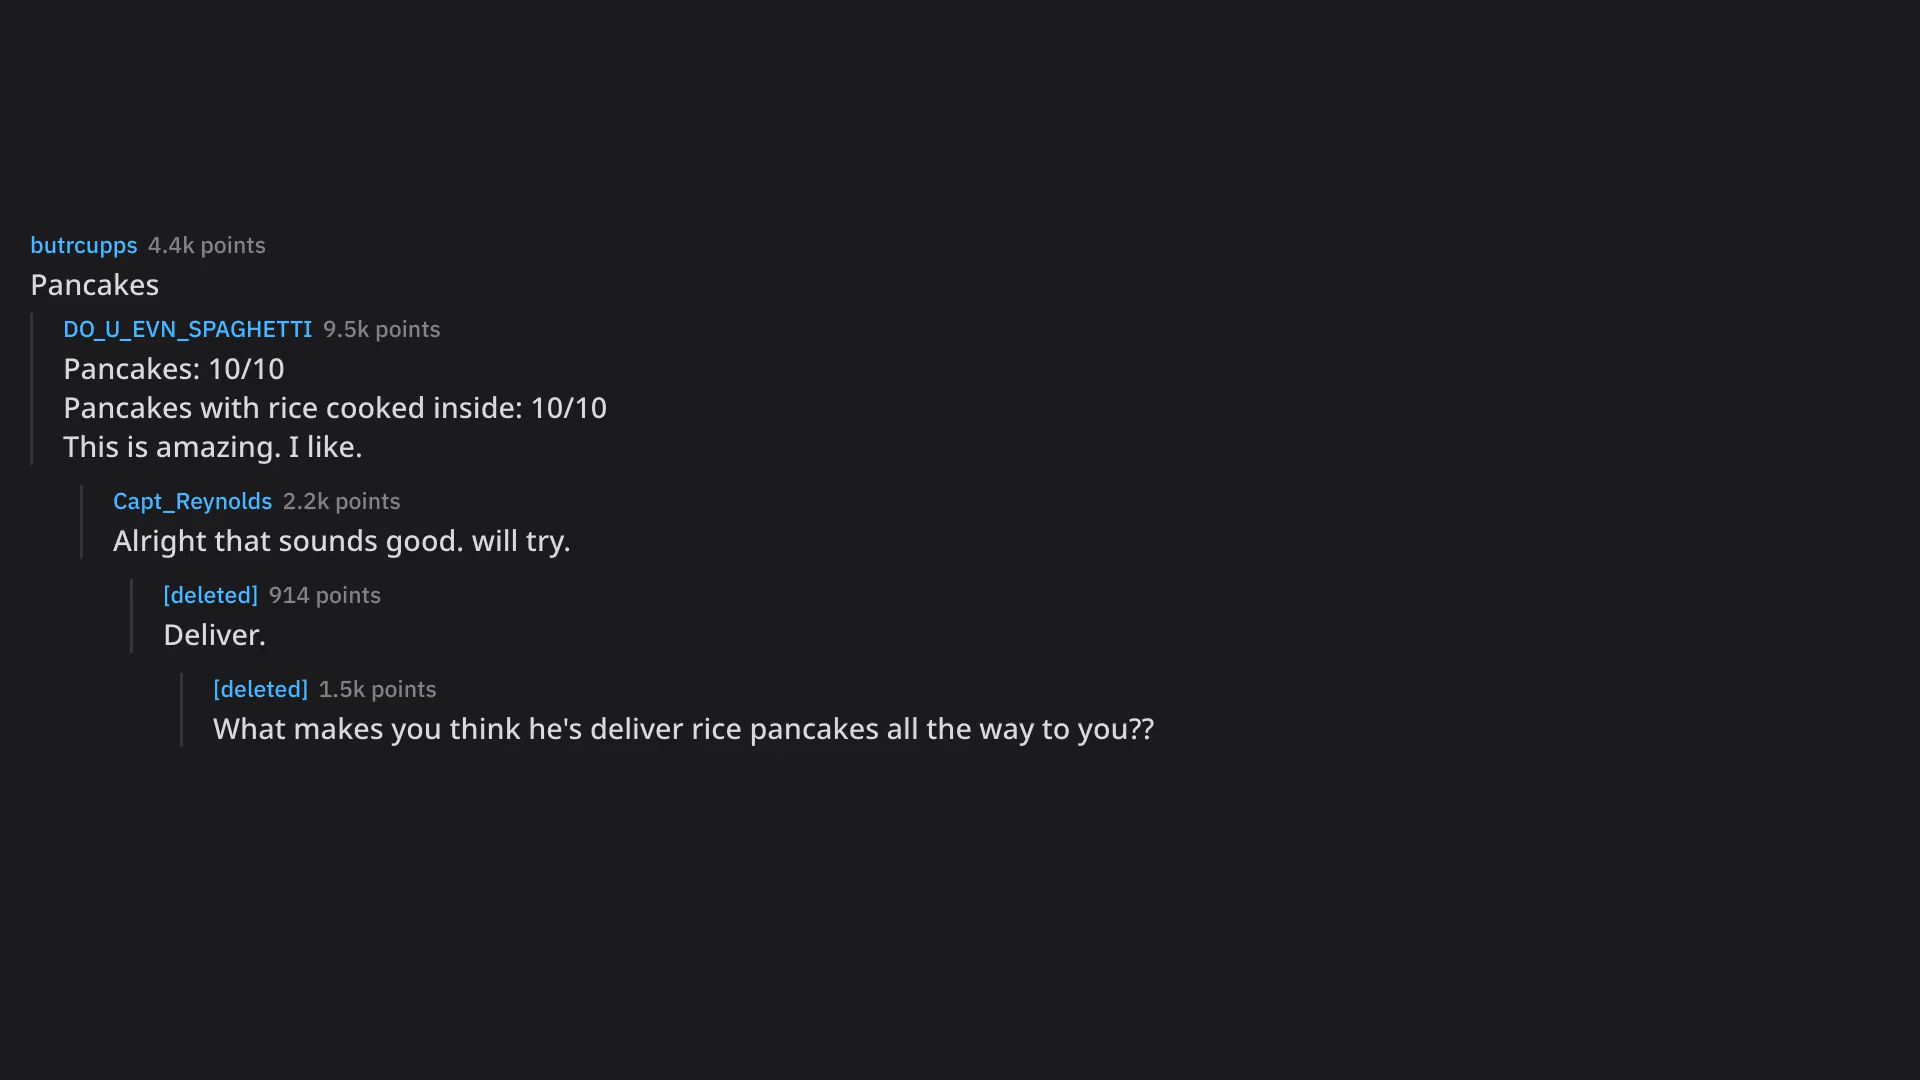 butrcupps 4.4k points
Pancakes
DO_U_EVN_SPAGHETTI 9.5k points
Pancakes: 10/10
Pancakes with rice cooked inside: 10/10
This is amazing. I like.
Capt_Reynolds 2.2k points
Alright that sounds good. will try.
[deleted] 914 points
Deliver.
[deleted] 1.5k points
What makes you think he's deliver rice pancakes all the way to you??